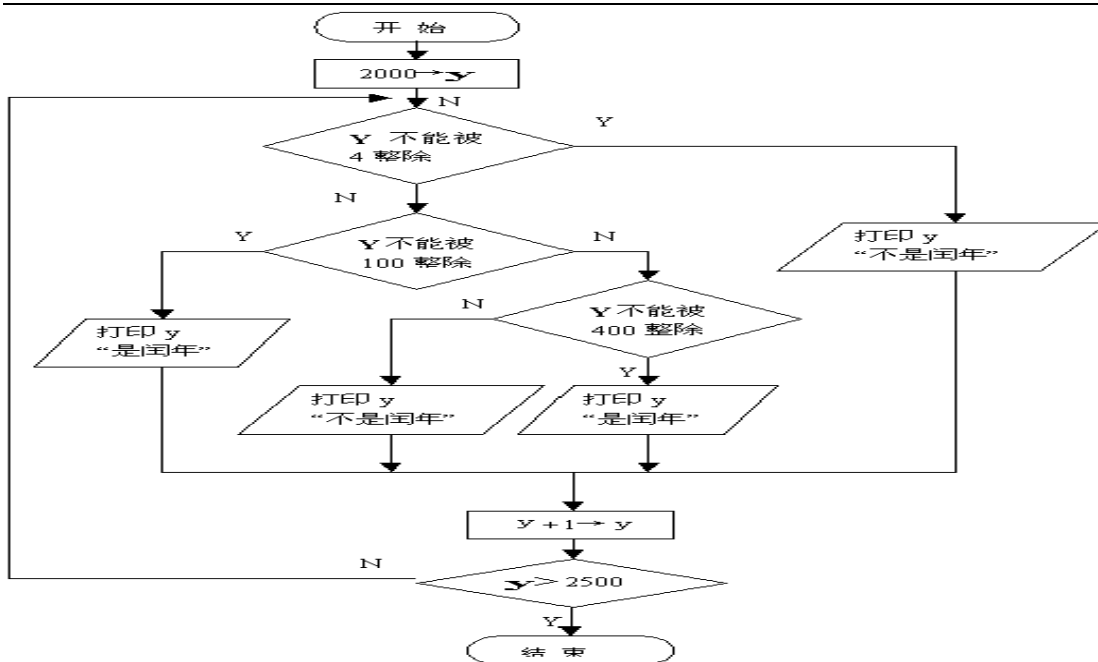 开 始
2000→y
N
Y
Y 不能被
4 整除
N
Y
Y 不能被
100 整除
N
打印 y
“不是闰年”
N
Y 不能被
400 整除
打印 y
“是闰年”
Y
打印 y
“不是闰年”
打印 y
“是闰年”
y + 1→ y
N
y> 2500
Y
结 束